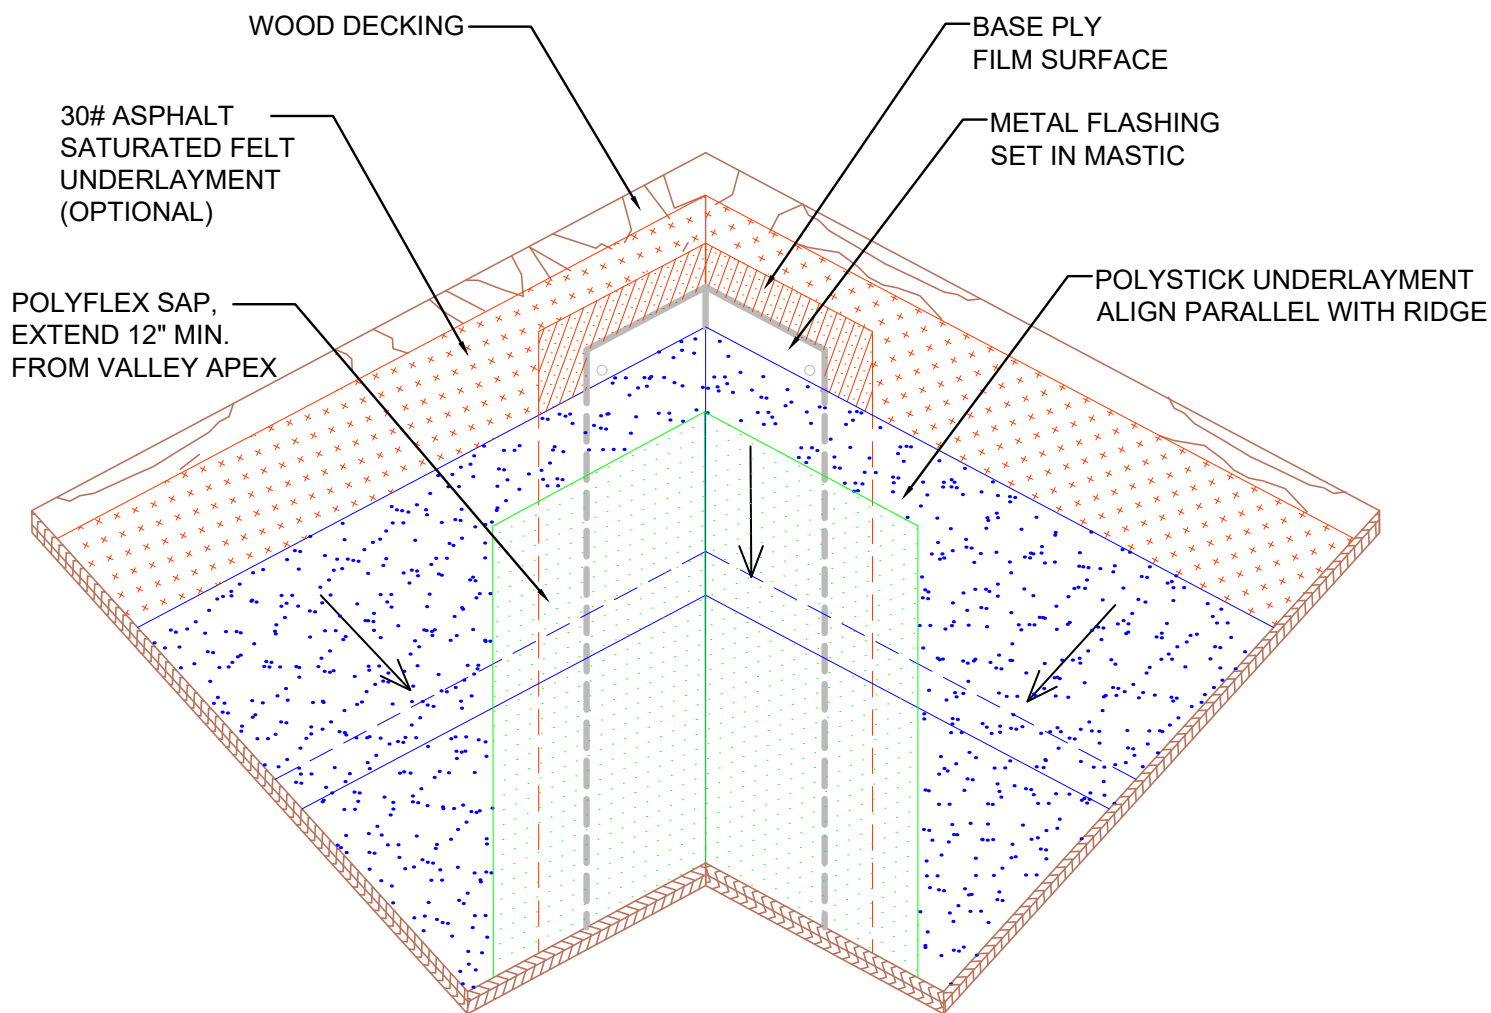 WOOD DECKING
BASE PLY
FILM SURFACE
30# ASPHALT
SATURATED FELT
UNDERLAYMENT
(OPTIONAL)
METAL FLASHING
SET IN MASTIC
POLYFLEX SAP,
EXTEND 12" MIN.
FROM VALLEY APEX
POLYSTICK UNDERLAYMENT
ALIGN PARALLEL WITH RIDGE